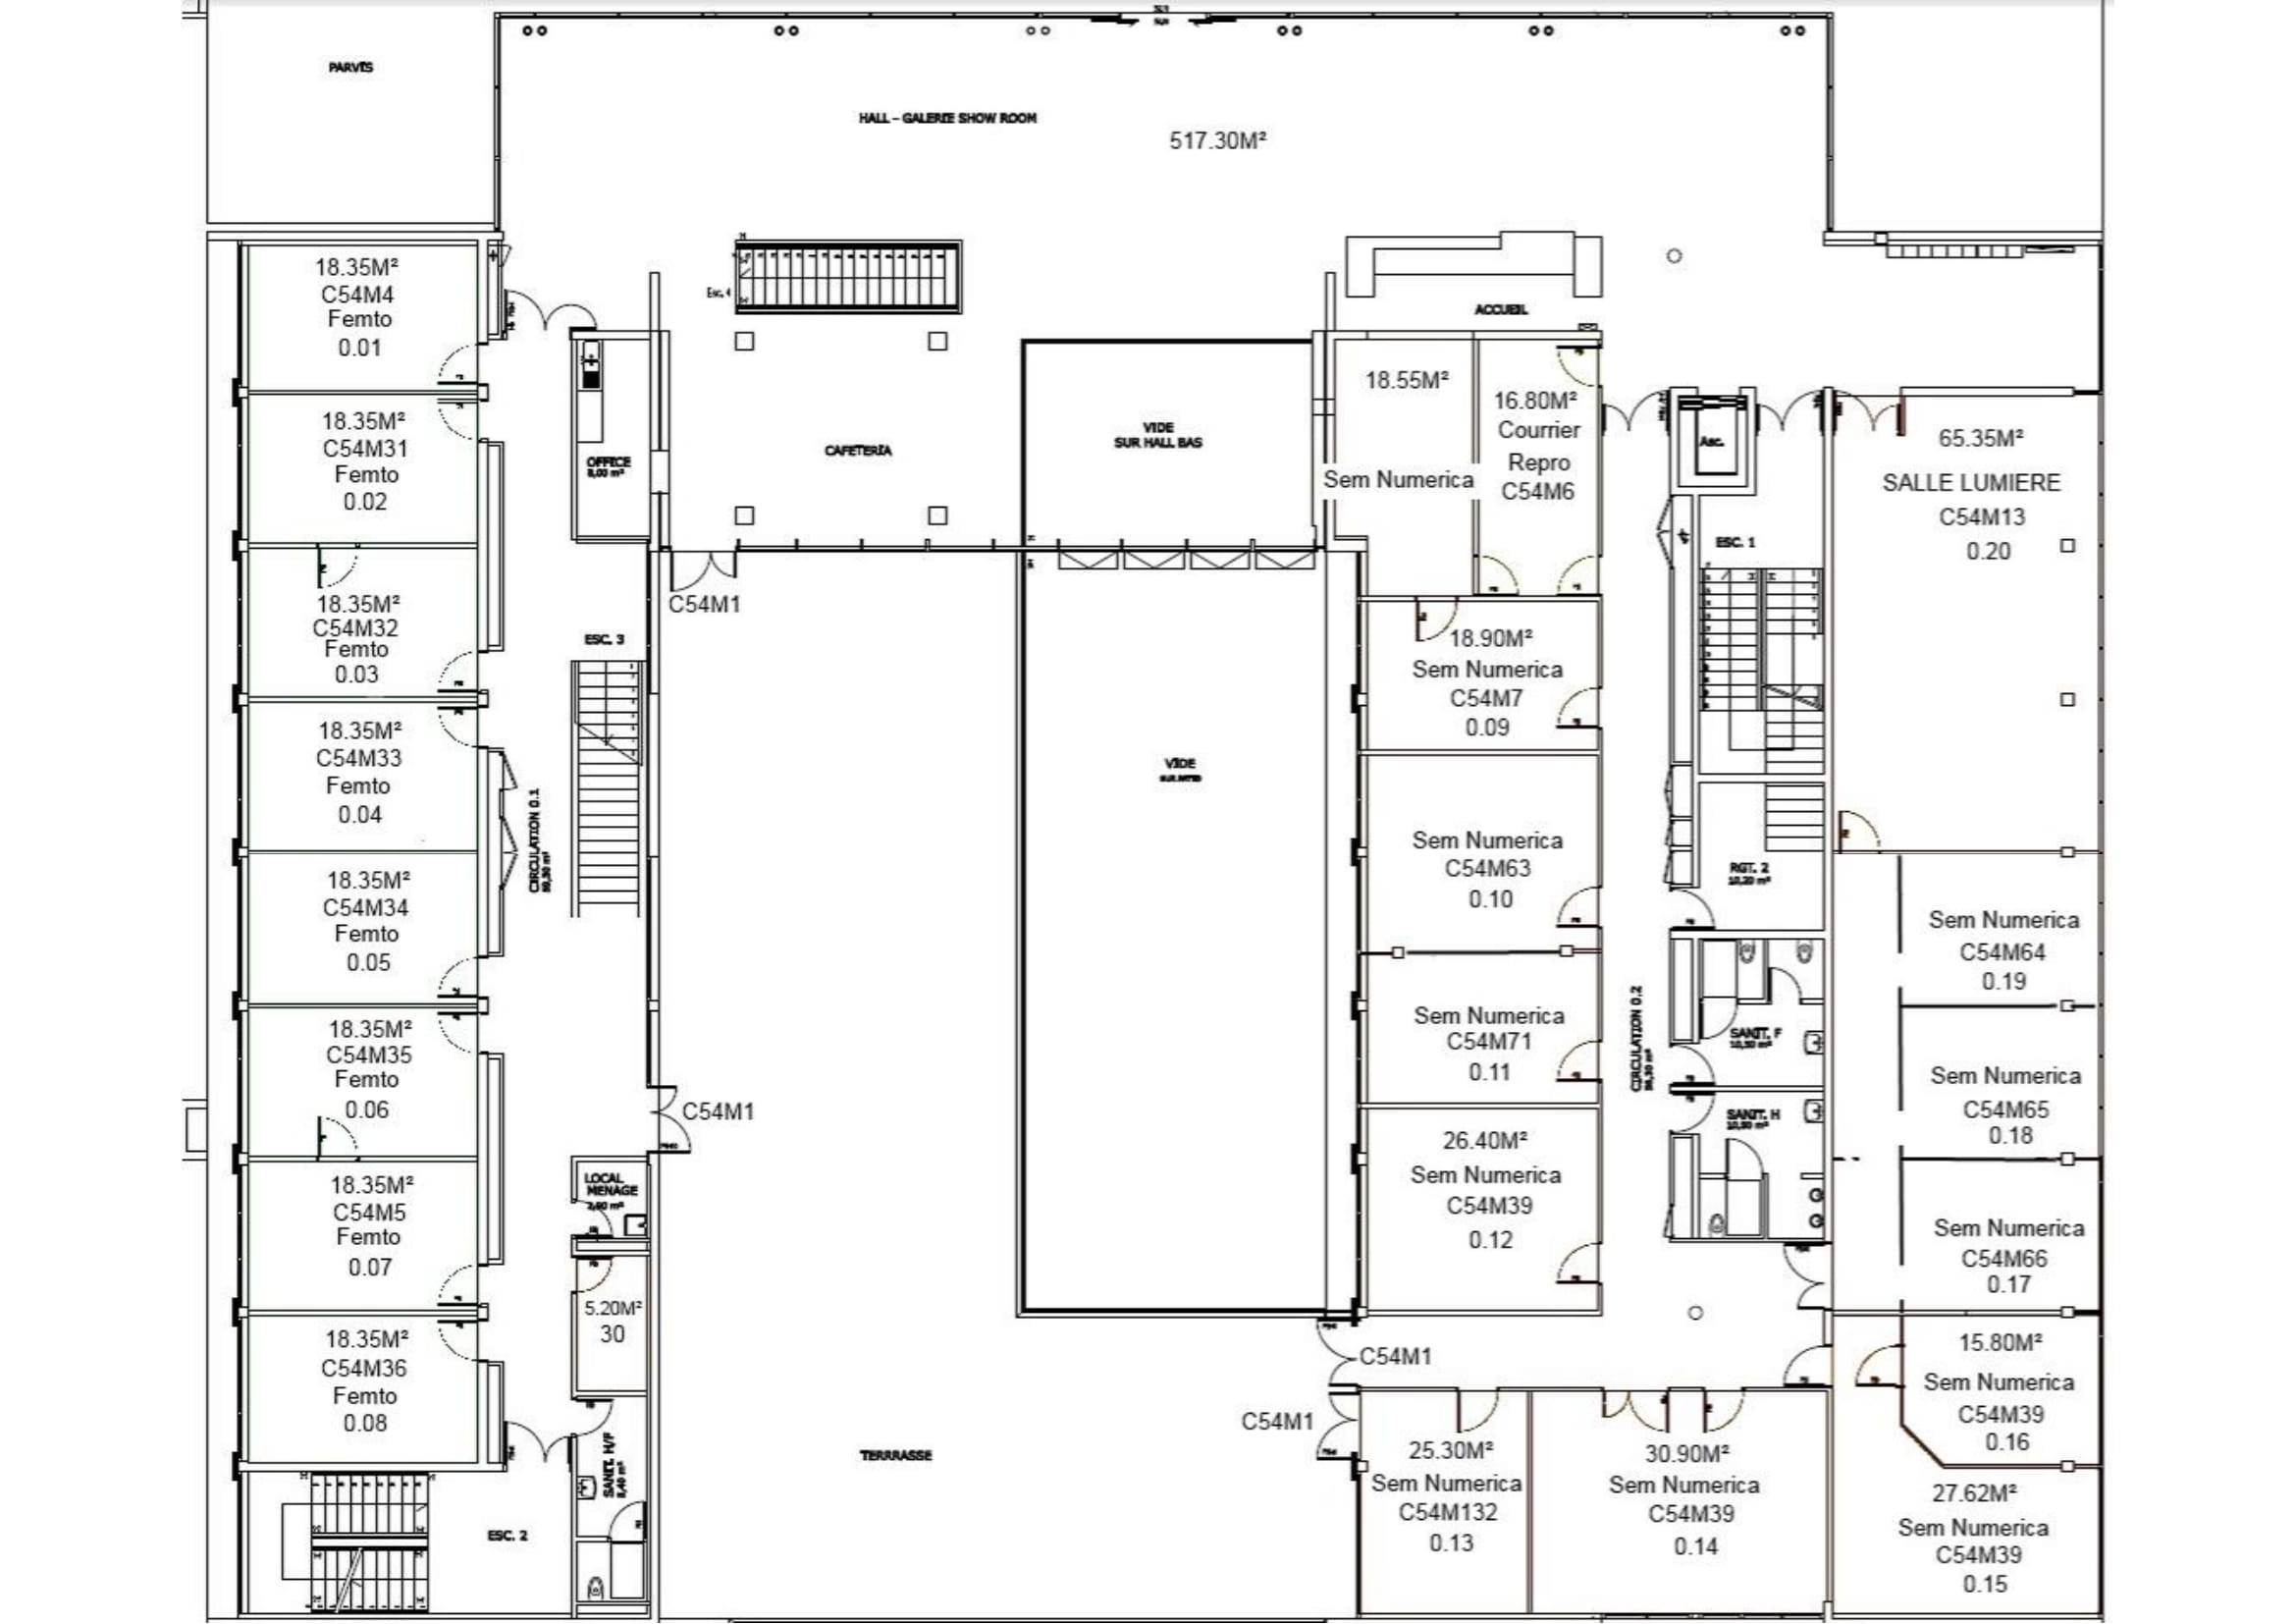 PARVIS
HALL - GALERIE SHOW ROOM
517.30M²
18.35M²
C54M4
Femto
0.01
18.35M²
C54M31
Femto
0.02
18.35M²
C54M32
Femto
0.03
18.35M²
C54M33
Femto
0.04
18.35M²
C54M34
Femto
0.05
18.35M²
C54M35
Femto
0.06
18.35M²
C54M5
Femto
0.07
18.35M²
C54M36
Femto
0.08
ESC. 2
CIRCULATION 0.1
OFFICE
ESC. 3
LOCAL
MENAGE
5.20M²
30
SANIT. H/F
Esc. 4
CAFETERIA
C54M1
C54M1
TERRRASSE
VIDE
SUR HALL BAS
VIDE
ACCUEIL
18.55M²
Sem Numerica
16.80M²
Courrier
Repro
C54M6
18.90M²
Sem Numerica
C54M7
0.09
Sem Numerica
C54M63
0.10
Sem Numerica
C54M71
0.11
26.40M²
Sem Numerica
C54M39
0.12
C54M1
C54M1
25.30M²
Sem Numerica
C54M132
0.13
30.90M²
Sem Numerica
C54M39
0.14
CIRCULATION 0.2
Asc.
ESC. 1
RGT. 2
10,20 m²
SANIT. F
SANIT. H
65.35M²
SALLE LUMIERE
C54M13
0.20
Sem Numerica
C54M64
0.19
Sem Numerica
C54M65
0.18
Sem Numerica
C54M66
0.17
15.80M²
Sem Numerica
C54M39
0.16
27.62M²
Sem Numerica
C54M39
0.15